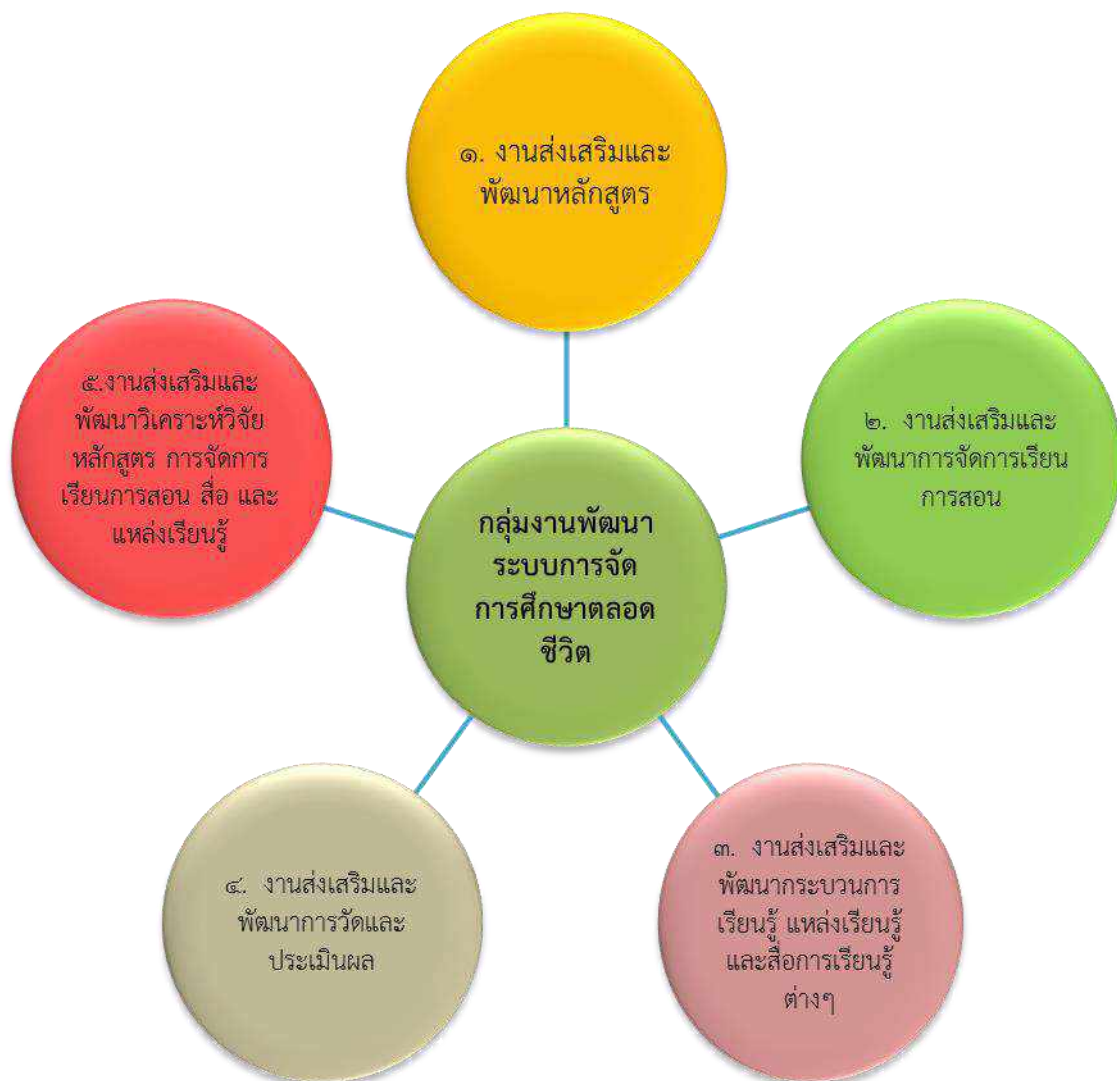 ๑. งานส่งเสริมและ
พัฒนาหลักสูตร
๒. งานส่งเสริมและ
พัฒนาการจัดการเรียน
การสอน
๓. งานส่งเสริมและ
พัฒนากระบวนการ
เรียนรู้ แหล่งเรียนรู้
และสื่อการเรียนรู้
ต่างๆ
๔. งานส่งเสริมและ
พัฒนาการวัดและ
ประเมินผล
๕.งานส่งเสริมและ
พัฒนาวิเคราะห์วิจัย
หลักสูตร การจัดการ
เรียนการสอน สื่อ และ
แหล่งเรียนรู้
กลุ่มงานพัฒนา
ระบบการจัด
การศึกษาตลอด
ชีวิต